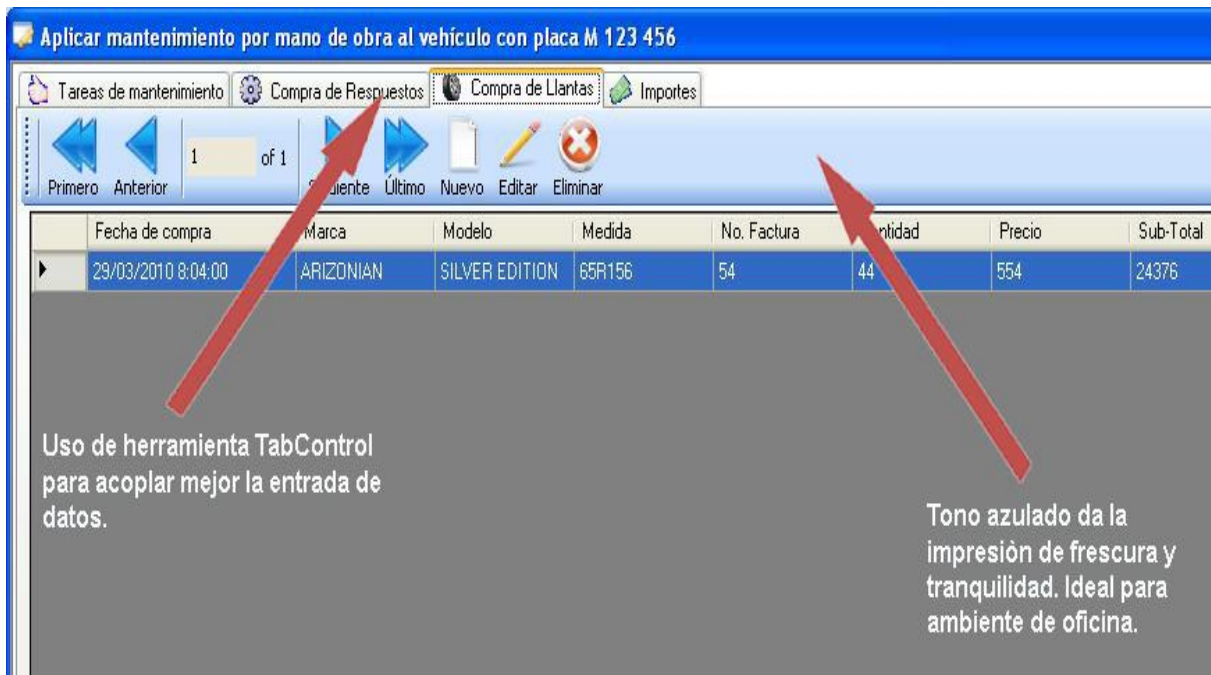 Aplicar mantenimiento por mano de obra al vehículo con placa M 123 456
Tareas de mantenimiento Compra de Respuestos Compra de Llantas Importes
1 of 1
Primero Anterior Último Nuevo Editar Eliminar
Fecha de compra Marca Modelo Medida No. Factura Precio Sub-Total
29/03/2010 8:04:00 ARIZONIAN SILVER EDITION 65R156 54 44 554 24376
Uso de herramienta TabControl
para acoplar mejor la entrada de
datos.
Tono azulado da la
impresiòn de frescura y
tranquilidad. Ideal para
ambiente de oficina.